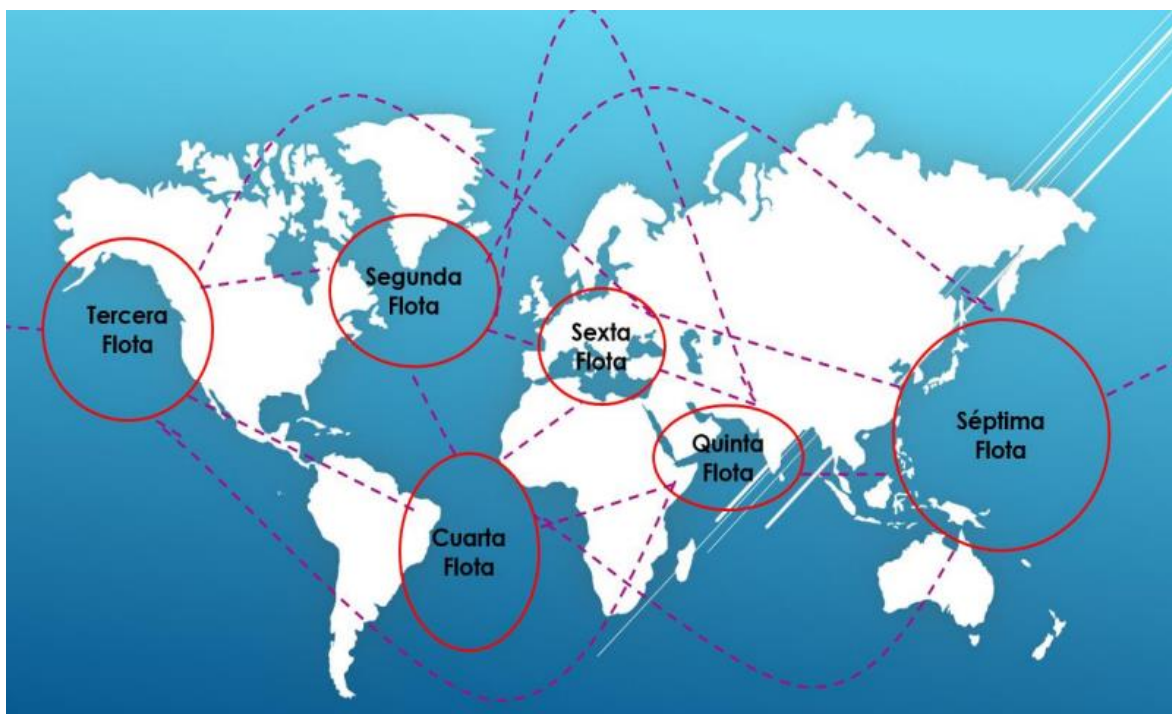 Segunda
Flota
Tercera
Flota
Sexta
Flota
Séptima
Flota
Quinta
Flota
Cuarta
Flota